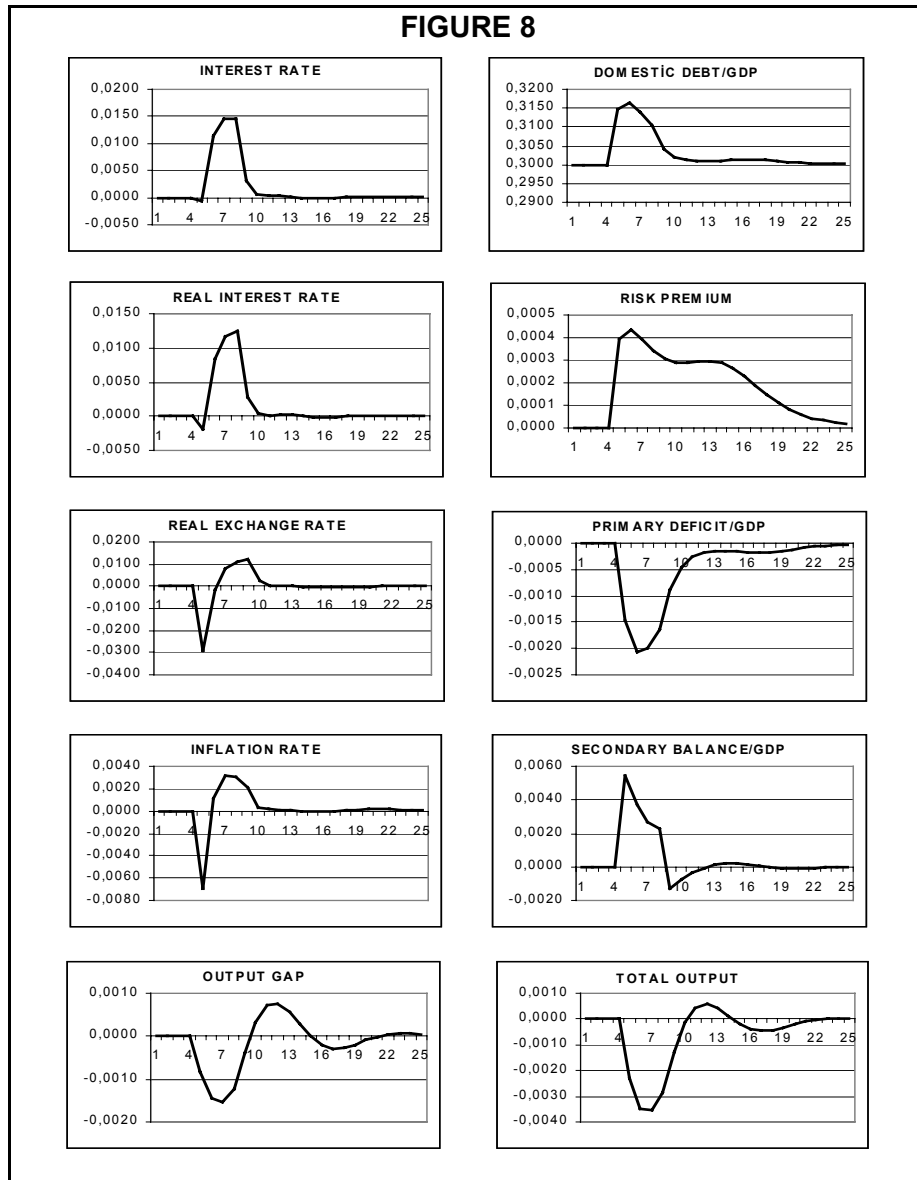 FIGURE 8
INTEREST RATE
0,0200
0,0150
0,0100
0,0050
0,0000
-0,0050
1 4 7 10 13 16 19 22 25
DOMESTİC DEBT/GDP
0,3200
0,3150
0,3100
0,3050
0,3000
0,2950
0,2900
1 4 7 10 13 16 19 22 25
REAL INTEREST RATE
0,0150
0,0100
0,0050
0,0000
-0,0050
1 4 7 10 13 16 19 22 25
RISK PREMIUM
0,0005
0,0004
0,0003
0,0002
0,0001
0,0000
1 4 7 10 13 16 19 22 25
REAL EXCHANGE RATE
0,0200
0,0100
0,0000
-0,0100
-0,0200
-0,0300
-0,0400
1 4 7 10 13 16 19 22 25
PRIMARY DEFICIT/GDP
0,0000
-0,0005
-0,0010
-0,0015
-0,0020
-0,0025
1 4 7 10 13 16 19 22 25
INFLATION RATE
0,0040
0,0020
0,0000
-0,0020
-0,0040
-0,0060
-0,0080
1 4 7 10 13 16 19 22 25
SECONDARY BALANCE/GDP
0,0060
0,0040
0,0020
0,0000
-0,0020
1 4 7 10 13 16 19 22 25
OUTPUT GAP
0,0010
0,0000
-0,0010
-0,0020
1 4 7 10 13 16 19 22 25
TOTAL OUTPUT
0,0010
0,0000
-0,0010
-0,0020
-0,0030
-0,0040
1 4 7 10 13 16 19 22 25